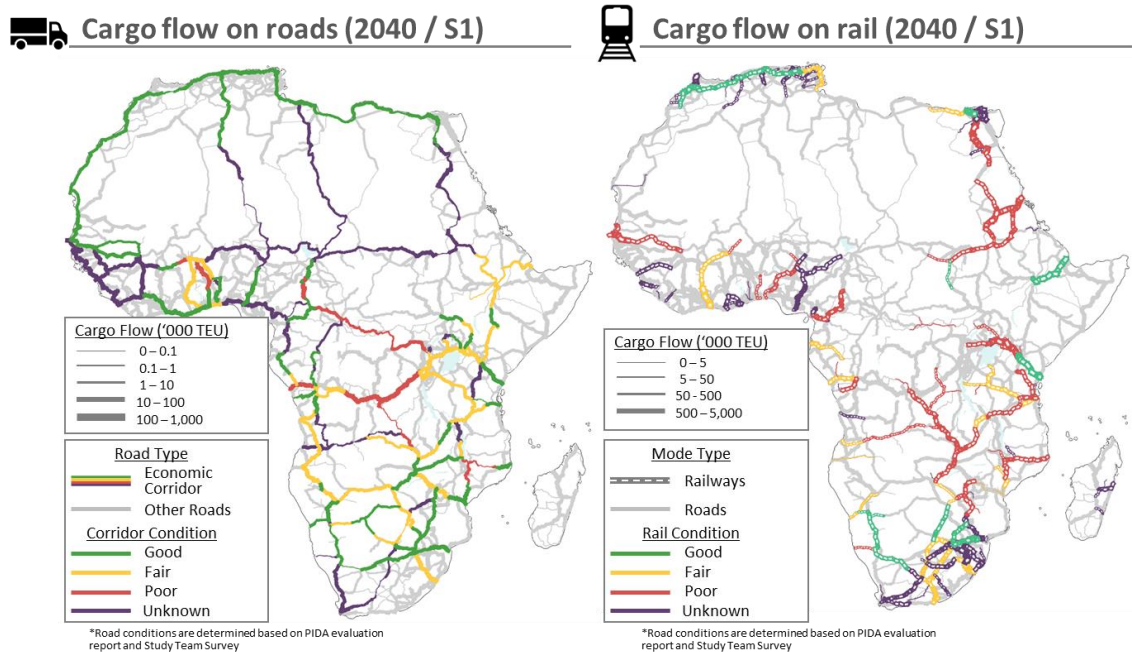 Cargo flow on roads (2040 / S1)
Cargo Flow ('000 TEU)
0 – 0.1
0.1 – 1
1 – 10
10 – 100
100 – 1,000
Road Type
Economic
Corridor
Other Roads
Corridor Condition
Good
Fair
Poor
Unknown
*Road conditions are determined based on PIDA evaluation
report and Study Team Survey
Cargo flow on rail (2040 / S1)
Cargo Flow ('000 TEU)
0 – 5
5 – 50
50 - 500
500 – 5,000
Mode Type
Railways
Roads
Rail Condition
Good
Fair
Poor
Unknown
*Road conditions are determined based on PIDA evaluation
report and Study Team Survey